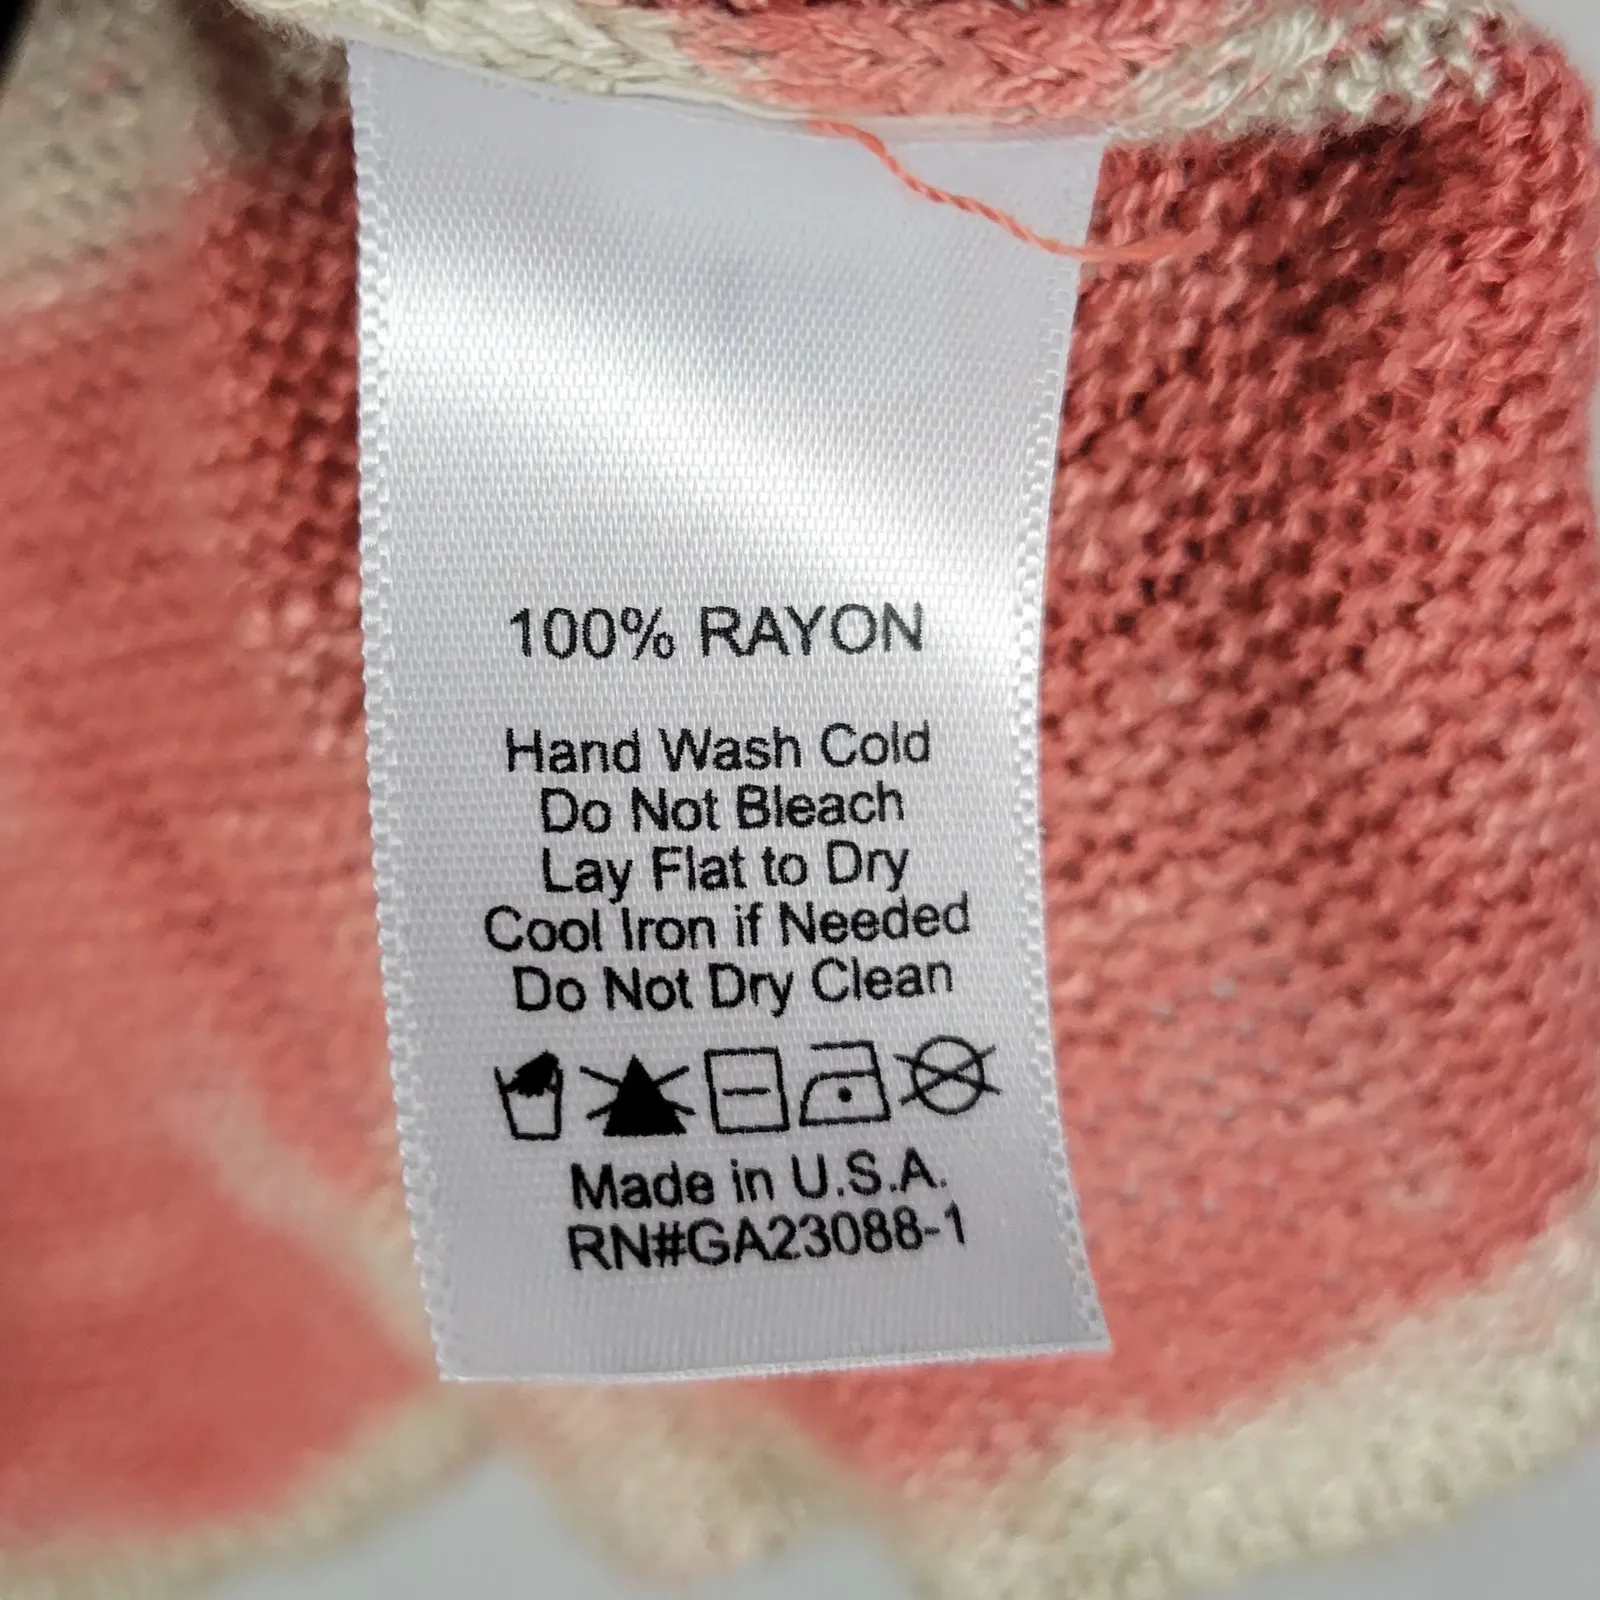 100% RAYON
Hand Wash Cold
Do Not Bleach
Lay Flat to Dry
Cool Iron if Needed
Do Not Dry Clean
Made in U.S.A.
RN#GA23088-1